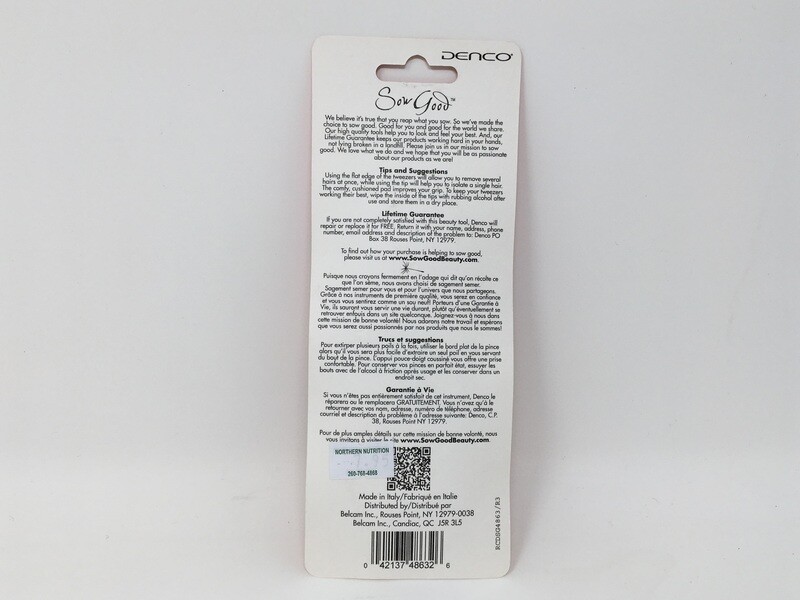 DENCO®
Sow Good™
We believe it's true that you reap what you sow. So we've made the
choice to sow good. Good for you and good for the world we share.
Our high quality tools help you to look and feel your best. And, our
Lifetime Guarantee keeps our products working hard in your hands,
not lying broken in a landfill. Please join us in our mission to sow
good. We love what we do and we hope that you will be as passionate
about our products as we are!
Tips and Suggestions
Using the flat edge of the tweezers will allow you to remove several
hairs at once, while using the tip will help you to isolate a single hair.
The comfy, cushioned pad improves your grip. To keep your tweezers
working their best, wipe the inside of the tips with rubbing alcohol after
use and store them in a dry place.
Lifetime Guarantee
If you are not completely satisfied with this beauty tool, Denco will
repair or replace it for FREE. Return it with your name, address, phone
number, email address and description of the problem to: Denco PO
Box 38 Rouses Point, NY 12979.
To find out how your purchase is helping to sow good,
please visit us at www.SowGoodBeauty.com.
Puisque nous croyons fermement en l'adage qui dit qu'on récolte ce
que l'on sème, nous avons choisi de sagement semer.
Sagement semer pour vous et pour l'univers que nous partageons.
Grâce à nos instruments de première qualité, vous serez en confiance
et vous vous sentirez comme un sou neuf! Porteurs d'une Garantie à
Vie, ils sauront vous servir une vie durant, plutôt qu'éventuellement se
retrouver enfouis dans un site quelconque. Joignez-vous à nous dans
cette mission de bonne volonté! Nous adorons notre travail et espérons
que vous serez aussi passionnés par nos produits que nous le sommes!
Trucs et suggestions
Pour extirper plusieurs poils à la fois, utiliser le bord plat de la pince
alors qu'il vous sera plus facile d'extraire un seul poil en vous servant
du bout de la pince. L'appui pouce-doigt coussiné vous offre une prise
confortable. Pour conserver vos pinces en parfait état, essuyer les
bouts avec de l'alcool à friction après usage et les conserver dans un
endroit sec.
Garantie à Vie
Si vous n'êtes pas entièrement satisfait de cet instrument, Denco le
réparera ou le remplacera GRATUITEMENT. Vous n'avez qu'à le
retourner avec vos nom, adresse, numéro de téléphone, adresse
courriel et description du problème à l'adresse suivante: Denco, C.P.
38, Rouses Point NY 12979.
Pour de plus amples détails sur cette mission de bonne volonté, nous
vous invitons à visiter le site www.SowGoodBeauty.com.
NORTHERN NUTRITION
260-768-4868
Made in Italy/Fabriqué en Italie
Distributed by/Distribué par
Belcam Inc., Rouses Point, NY 12979-0038
Belcam Inc., Candiac, QC J5R 3L5
RCDSG4863/R3
0 42137 48632 6